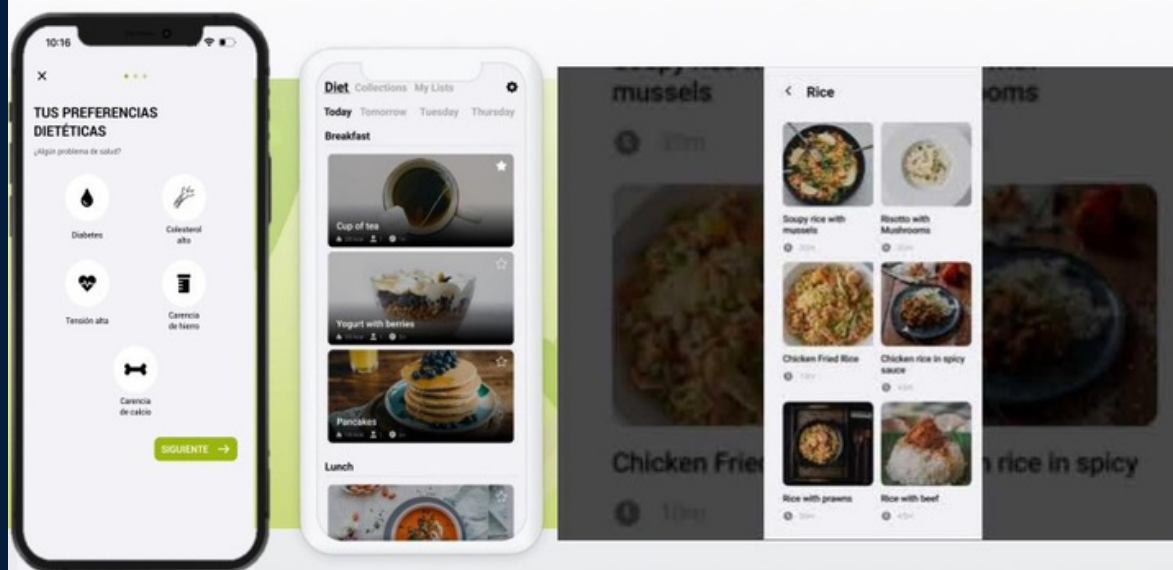 10:16
TUS PREFERENCIAS
DIETÉTICAS
¿Algún problema de salud?
Diabetes
Colesterol
alto
Tensión alta
Carencia
de hierro
Carencia
de calcio
SIGUIENTE →
Diet Collections My Lists
Today Tomorrow Tuesday Thursday
Breakfast
Cup of tea
Yogurt with berries
Pancakes
Lunch
mussels
ooms
Chicken Frie
n rice in spicy
Rice
Soupy rice with
mussels
Risotto with
Mushrooms
Chicken Fried Rice
Chicken rice in spicy
sauce
Rice with prawns
Rice with beef